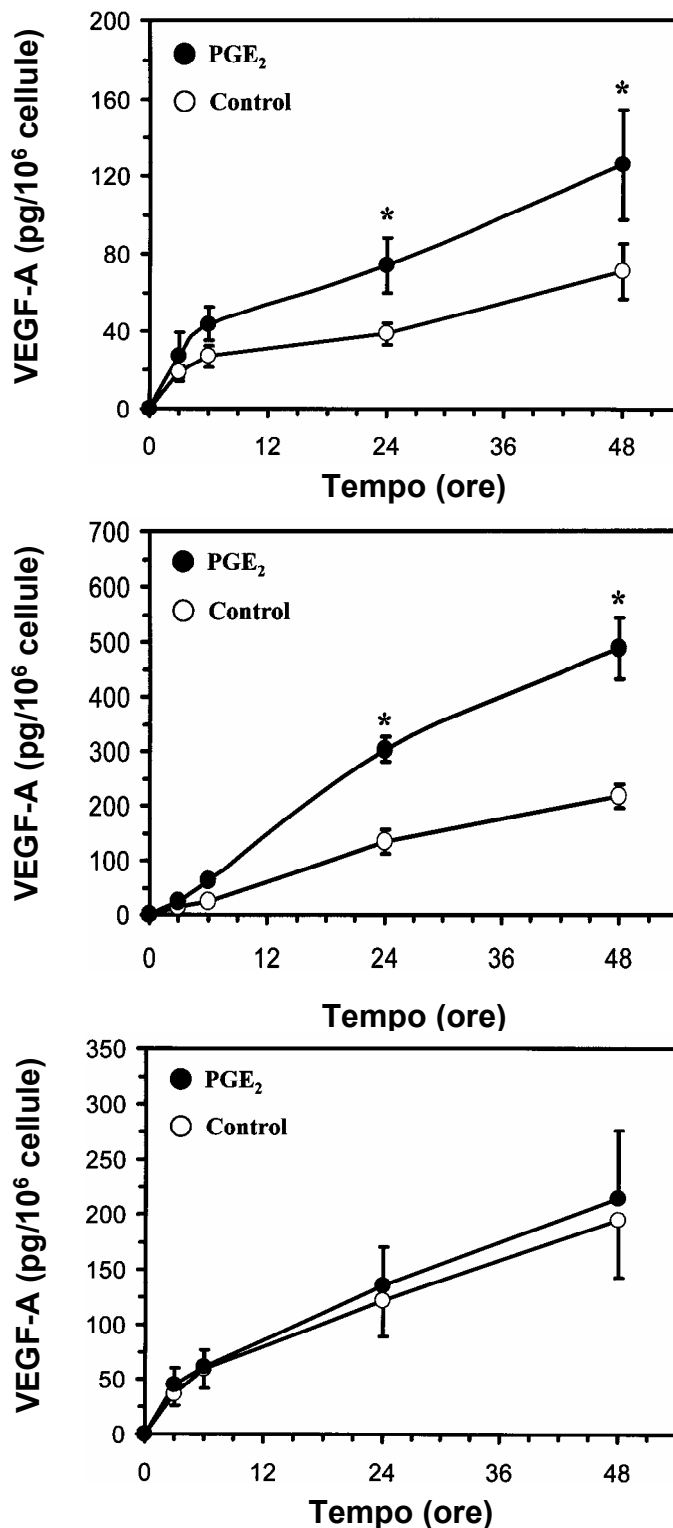 VEGF-A (pg/10⁶ cellule)
200
160
120
80
40
0
PGE₂
Control
*
*
0 12 24 36 48
Tempo (ore)
VEGF-A (pg/10⁶ cellule)
700
600
500
400
300
200
100
0
PGE₂
Control
*
*
0 12 24 36 48
Tempo (ore)
VEGF-A (pg/10⁶ cellule)
350
300
250
200
150
100
50
0
PGE₂
Control
0 12 24 36 48
Tempo (ore)